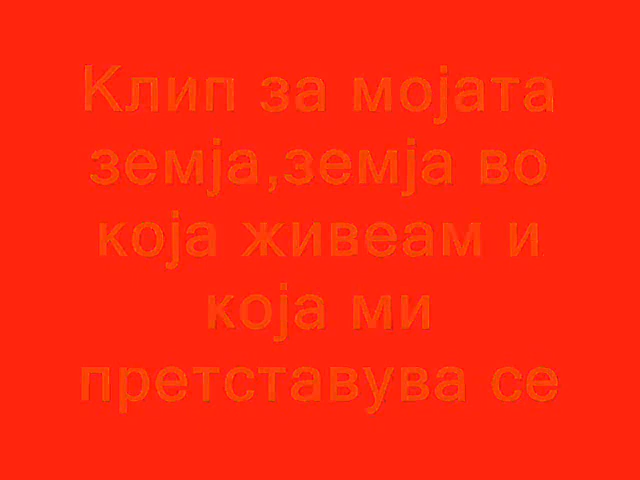 Клип за мојата
земја,земја во
која живеам и
која ми
претставува се